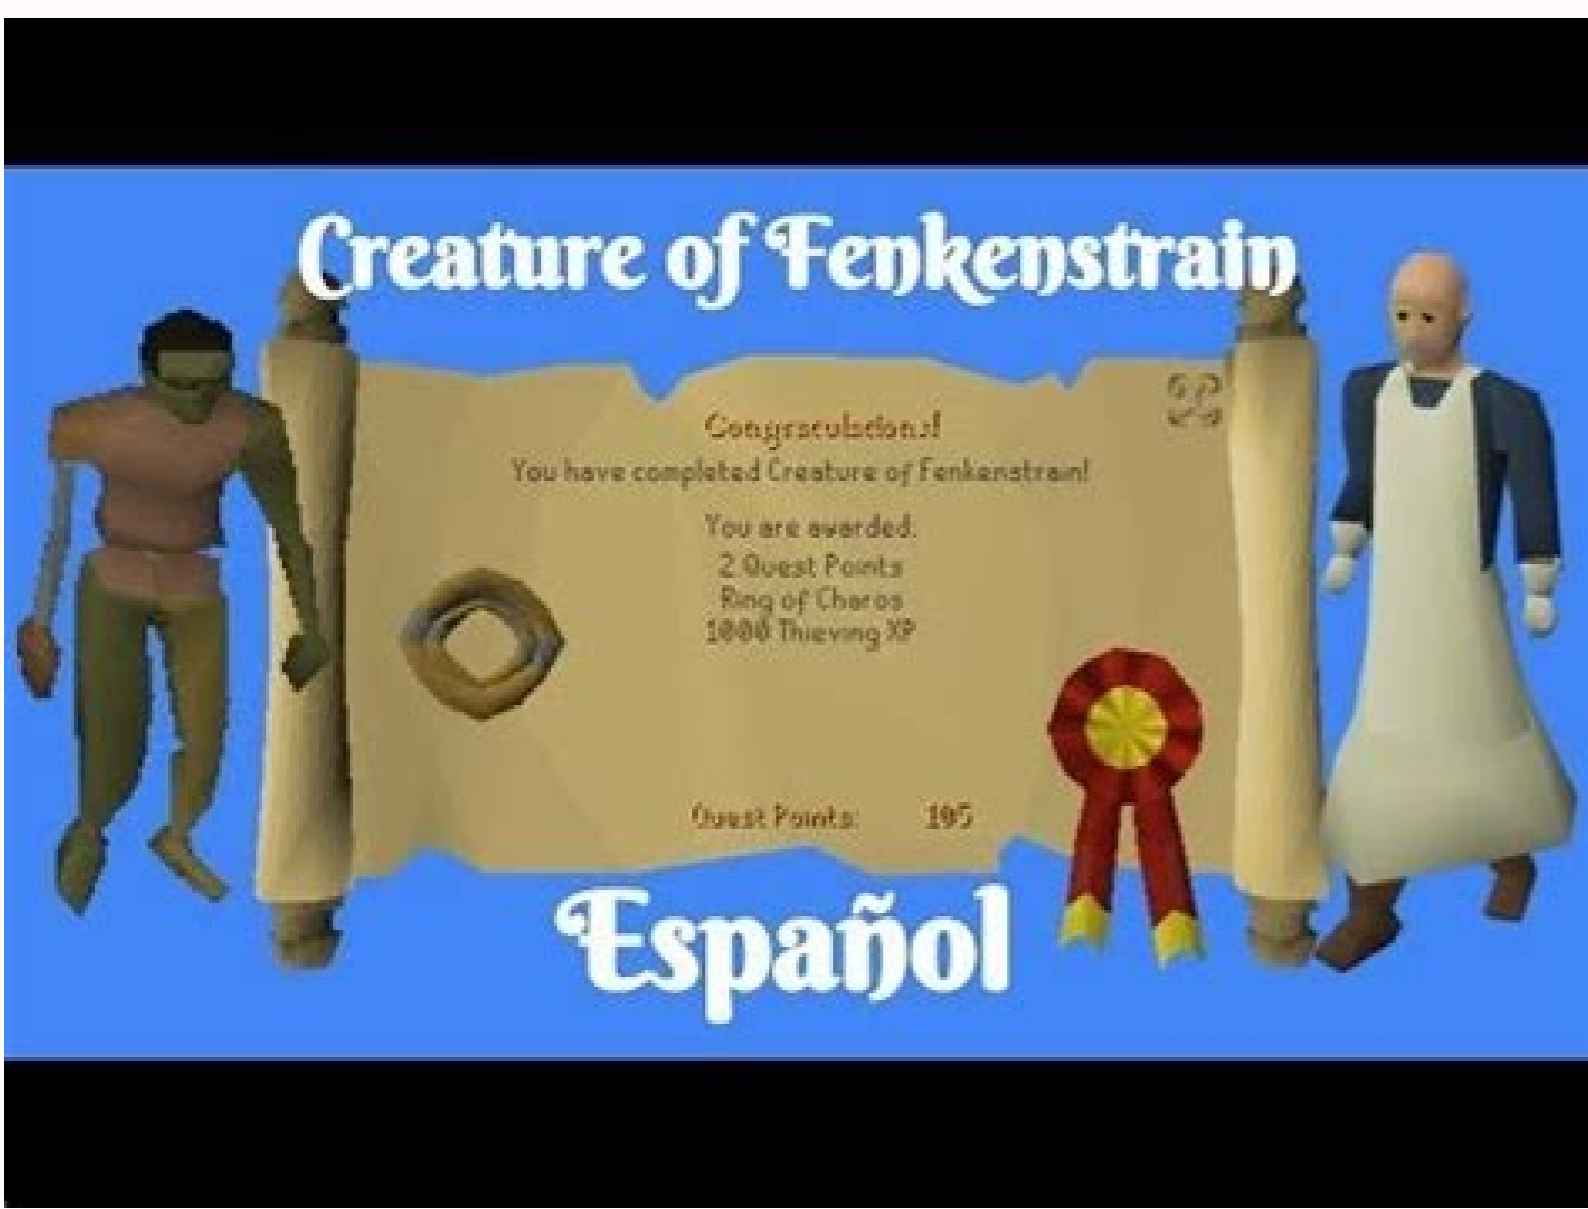 Creature of Fenkenstrain
Congratulations!
You have completed Creature of Fenkenstrain!
You are awarded:
2 Quest Points
Ring of Charos
1000 Thieving XP
Quest Points: 105
Español